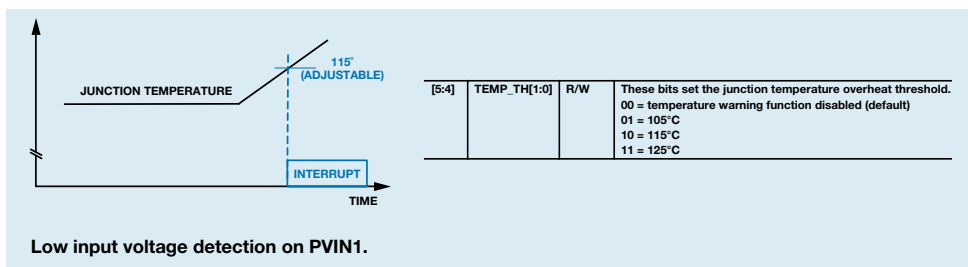 115°
(ADJUSTABLE)
JUNCTION TEMPERATURE
INTERRUPT
TIME
[5:4] TEMP_TH[1:0] R/W These bits set the junction temperature overheat threshold.
00 = temperature warning function disabled (default)
01 = 105°C
10 = 115°C
11 = 125°C
Low input voltage detection on PVIN1.